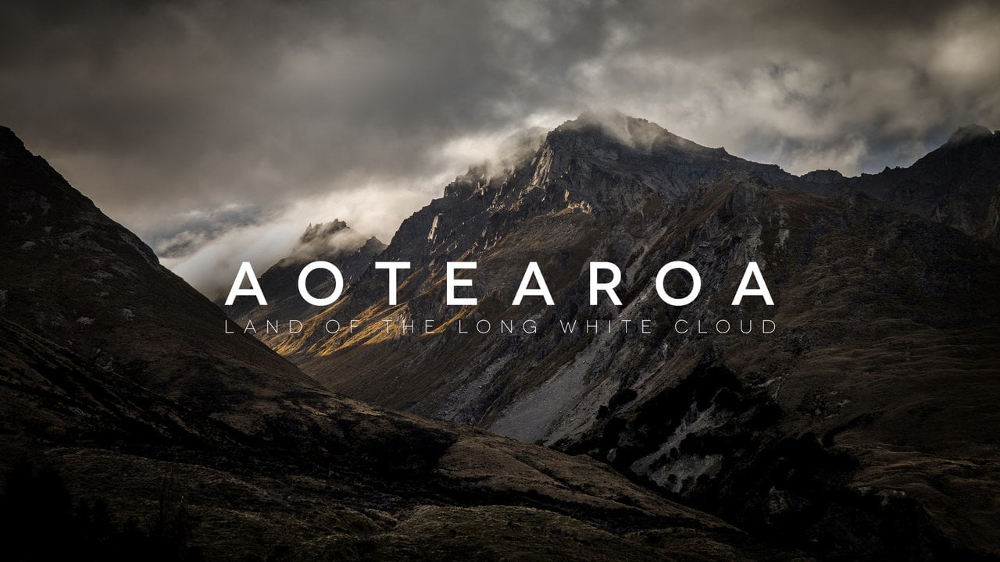 AOTEAROA
LAND OF THE LONG WHITE CLOUD